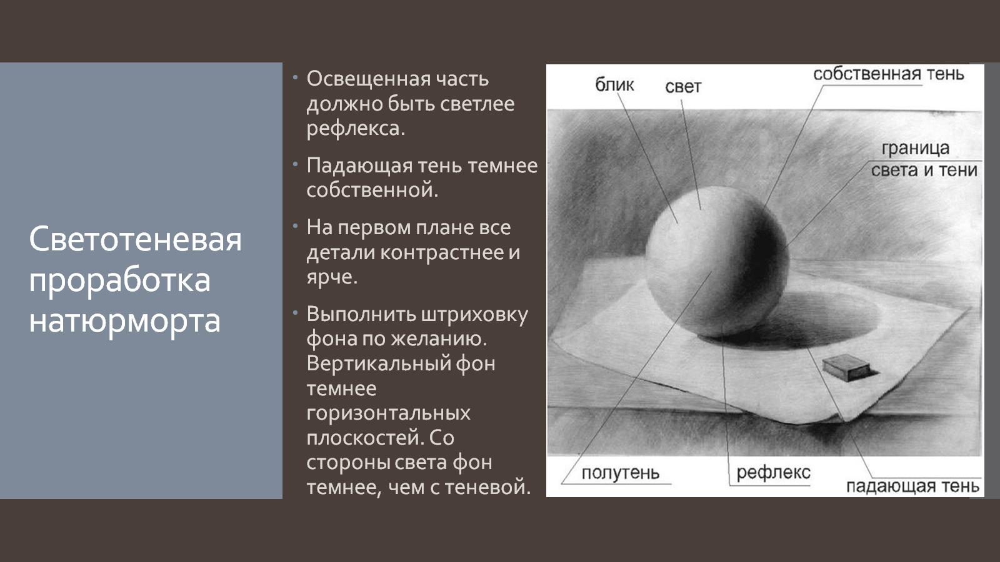 Светотеневая
проработка
натюрморта
• Освещенная часть
должно быть светлее
рефлекса.
• Падающая тень темнее
собственной.
• На первом плане все
детали контрастнее и
ярче.
• Выполнить штриховку
фона по желанию.
Вертикальный фон
темнее
горизонтальных
плоскостей. Со
стороны света фон
темнее, чем с теневой.
блик
свет
собственная тень
граница
света и тени
полутень
рефлекс
падающая тень